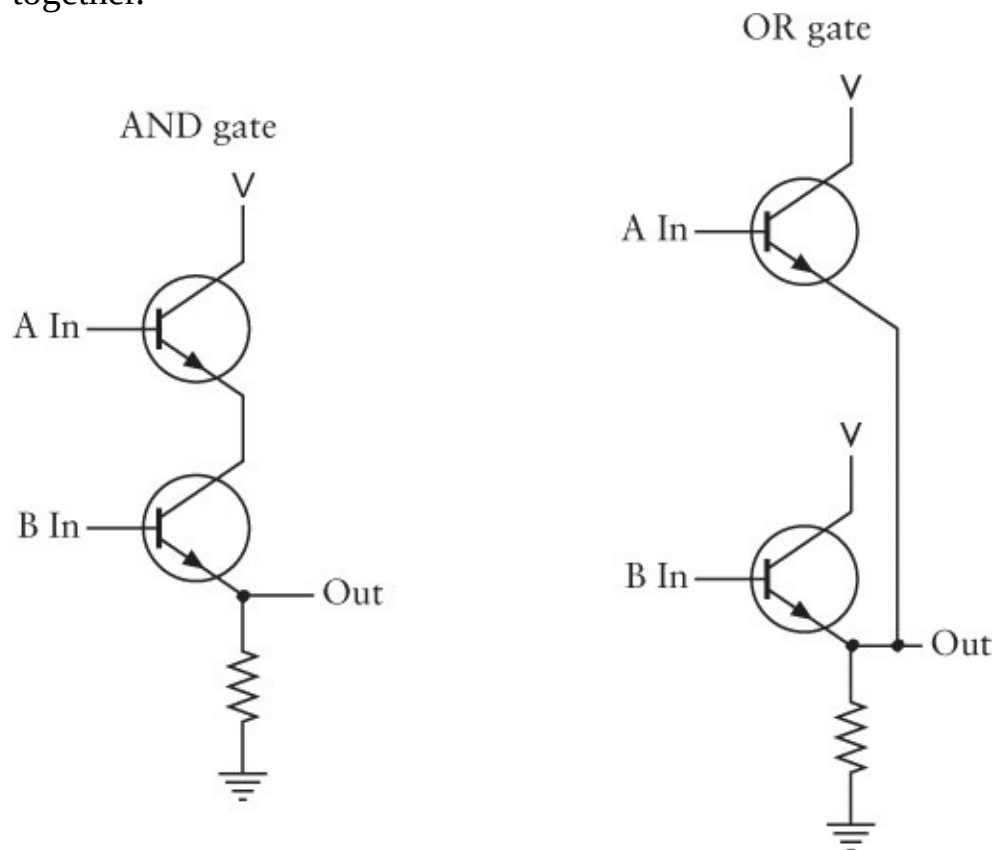 together.
AND gate
V
A In
B In
Out
OR gate
V
A In
V
B In
Out